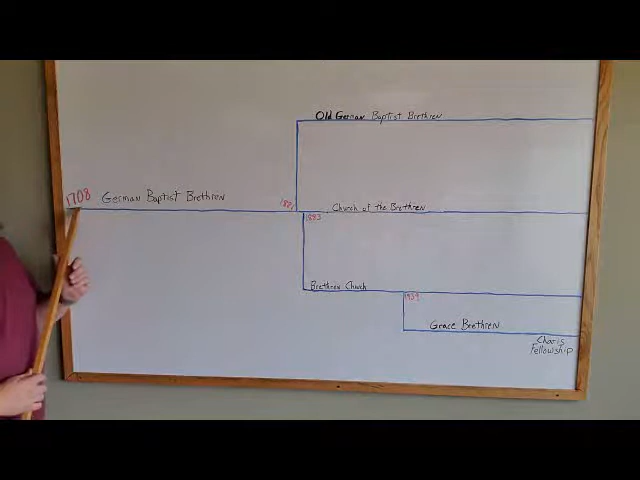 Old German Baptist Brethren
1708 German Baptist Brethren
1881 Church of the Brethren
1883
Brethren Church
1939
Grace Brethren
Charis
Fellowship